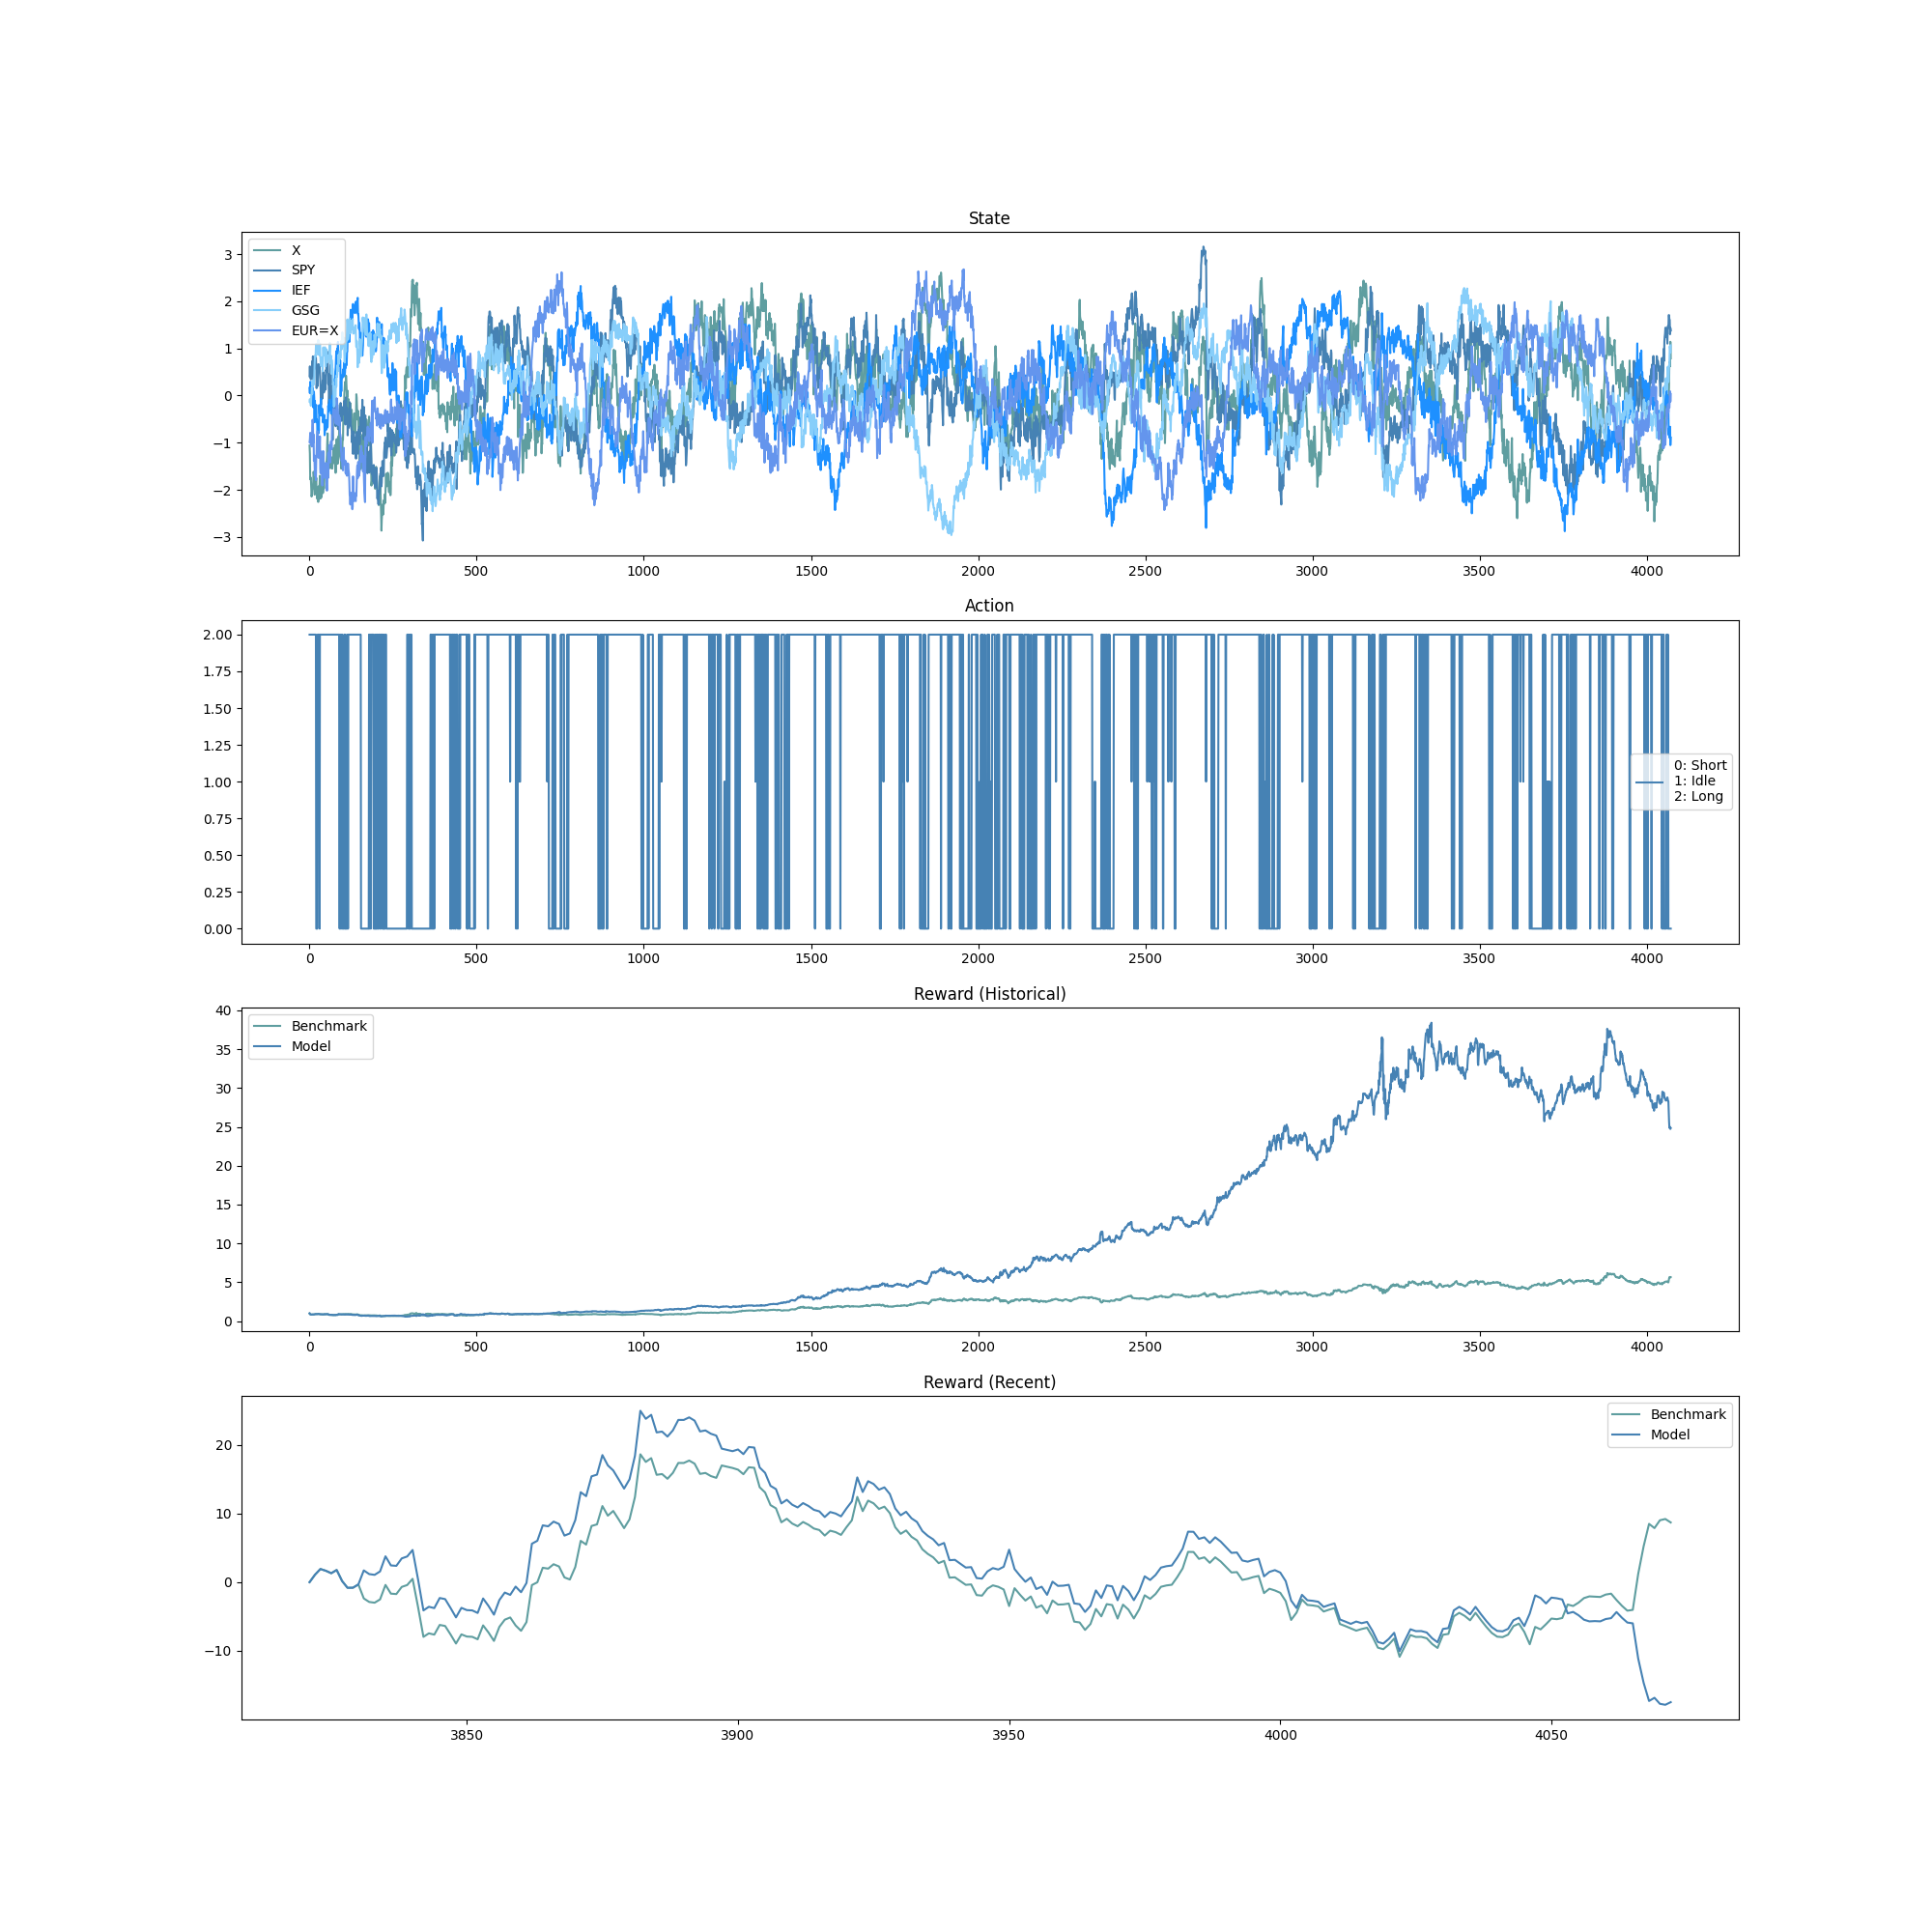 State
X
SPY
IEF
GSG
EUR=X
3
2
1
0
−1
−2
−3
0 500 1000 1500 2000 2500 3000 3500 4000
Action
2.00
1.75
1.50
1.25
1.00
0.75
0.50
0.25
0.00
0: Short
1: Idle
2: Long
0 500 1000 1500 2000 2500 3000 3500 4000
Reward (Historical)
Benchmark
Model
40
35
30
25
20
15
10
5
0
0 500 1000 1500 2000 2500 3000 3500 4000
Reward (Recent)
Benchmark
Model
20
10
0
−10
3850 3900 3950 4000 4050